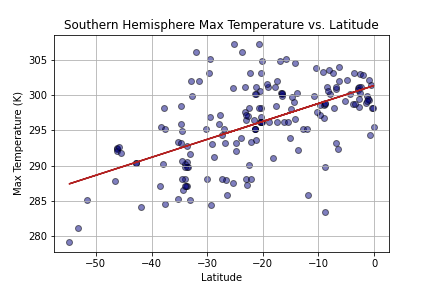 Southern Hemisphere Max Temperature vs. Latitude
Max Temperature (K)
305
300
295
290
285
280
−50 −40 −30 −20 −10 0
Latitude